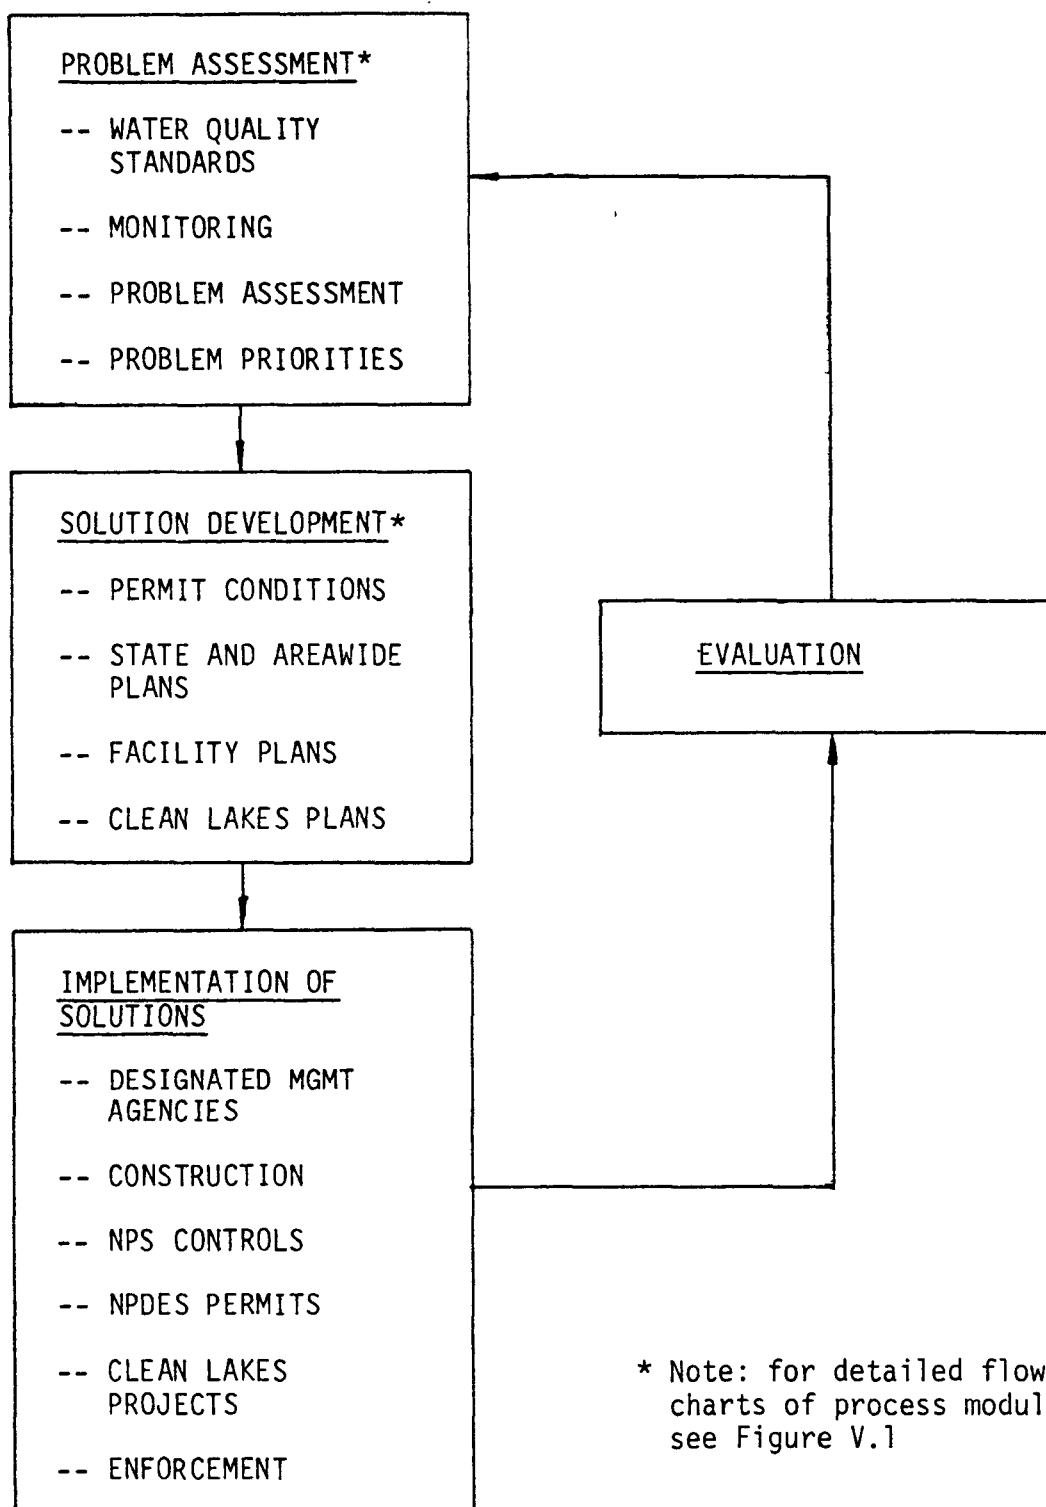 PROBLEM ASSESSMENT*
-- WATER QUALITY
STANDARDS
-- MONITORING
-- PROBLEM ASSESSMENT
-- PROBLEM PRIORITIES
SOLUTION DEVELOPMENT*
-- PERMIT CONDITIONS
-- STATE AND AREAWIDE
PLANS
-- FACILITY PLANS
-- CLEAN LAKES PLANS
EVALUATION
IMPLEMENTATION OF
SOLUTIONS
-- DESIGNATED MGMT
AGENCIES
-- CONSTRUCTION
-- NPS CONTROLS
-- NPDES PERMITS
-- CLEAN LAKES
PROJECTS
-- ENFORCEMENT
* Note: for detailed flow
charts of process modul
see Figure V.1